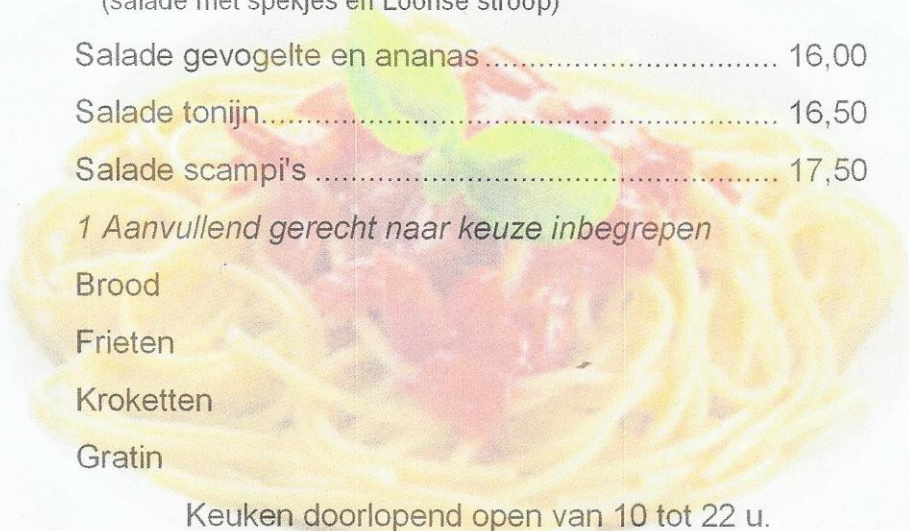 (salade met spekjes en Loonse stroop)
Salade gevogelte en ananas ................................ 16,00
Salade tonijn........................................................ 16,50
Salade scampi's .................................................. 17,50
1 Aanvullend gerecht naar keuze inbegrepen
Brood
Frieten
Kroketten
Gratin
Keuken doorlopend open van 10 tot 22 u.